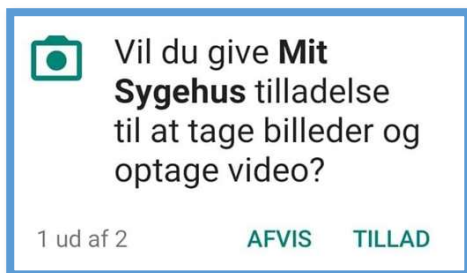 Vil du give Mit
Sygehus tilladelse
til at tage billeder og
optage video?
1 ud af 2 AFVIS TILLAD